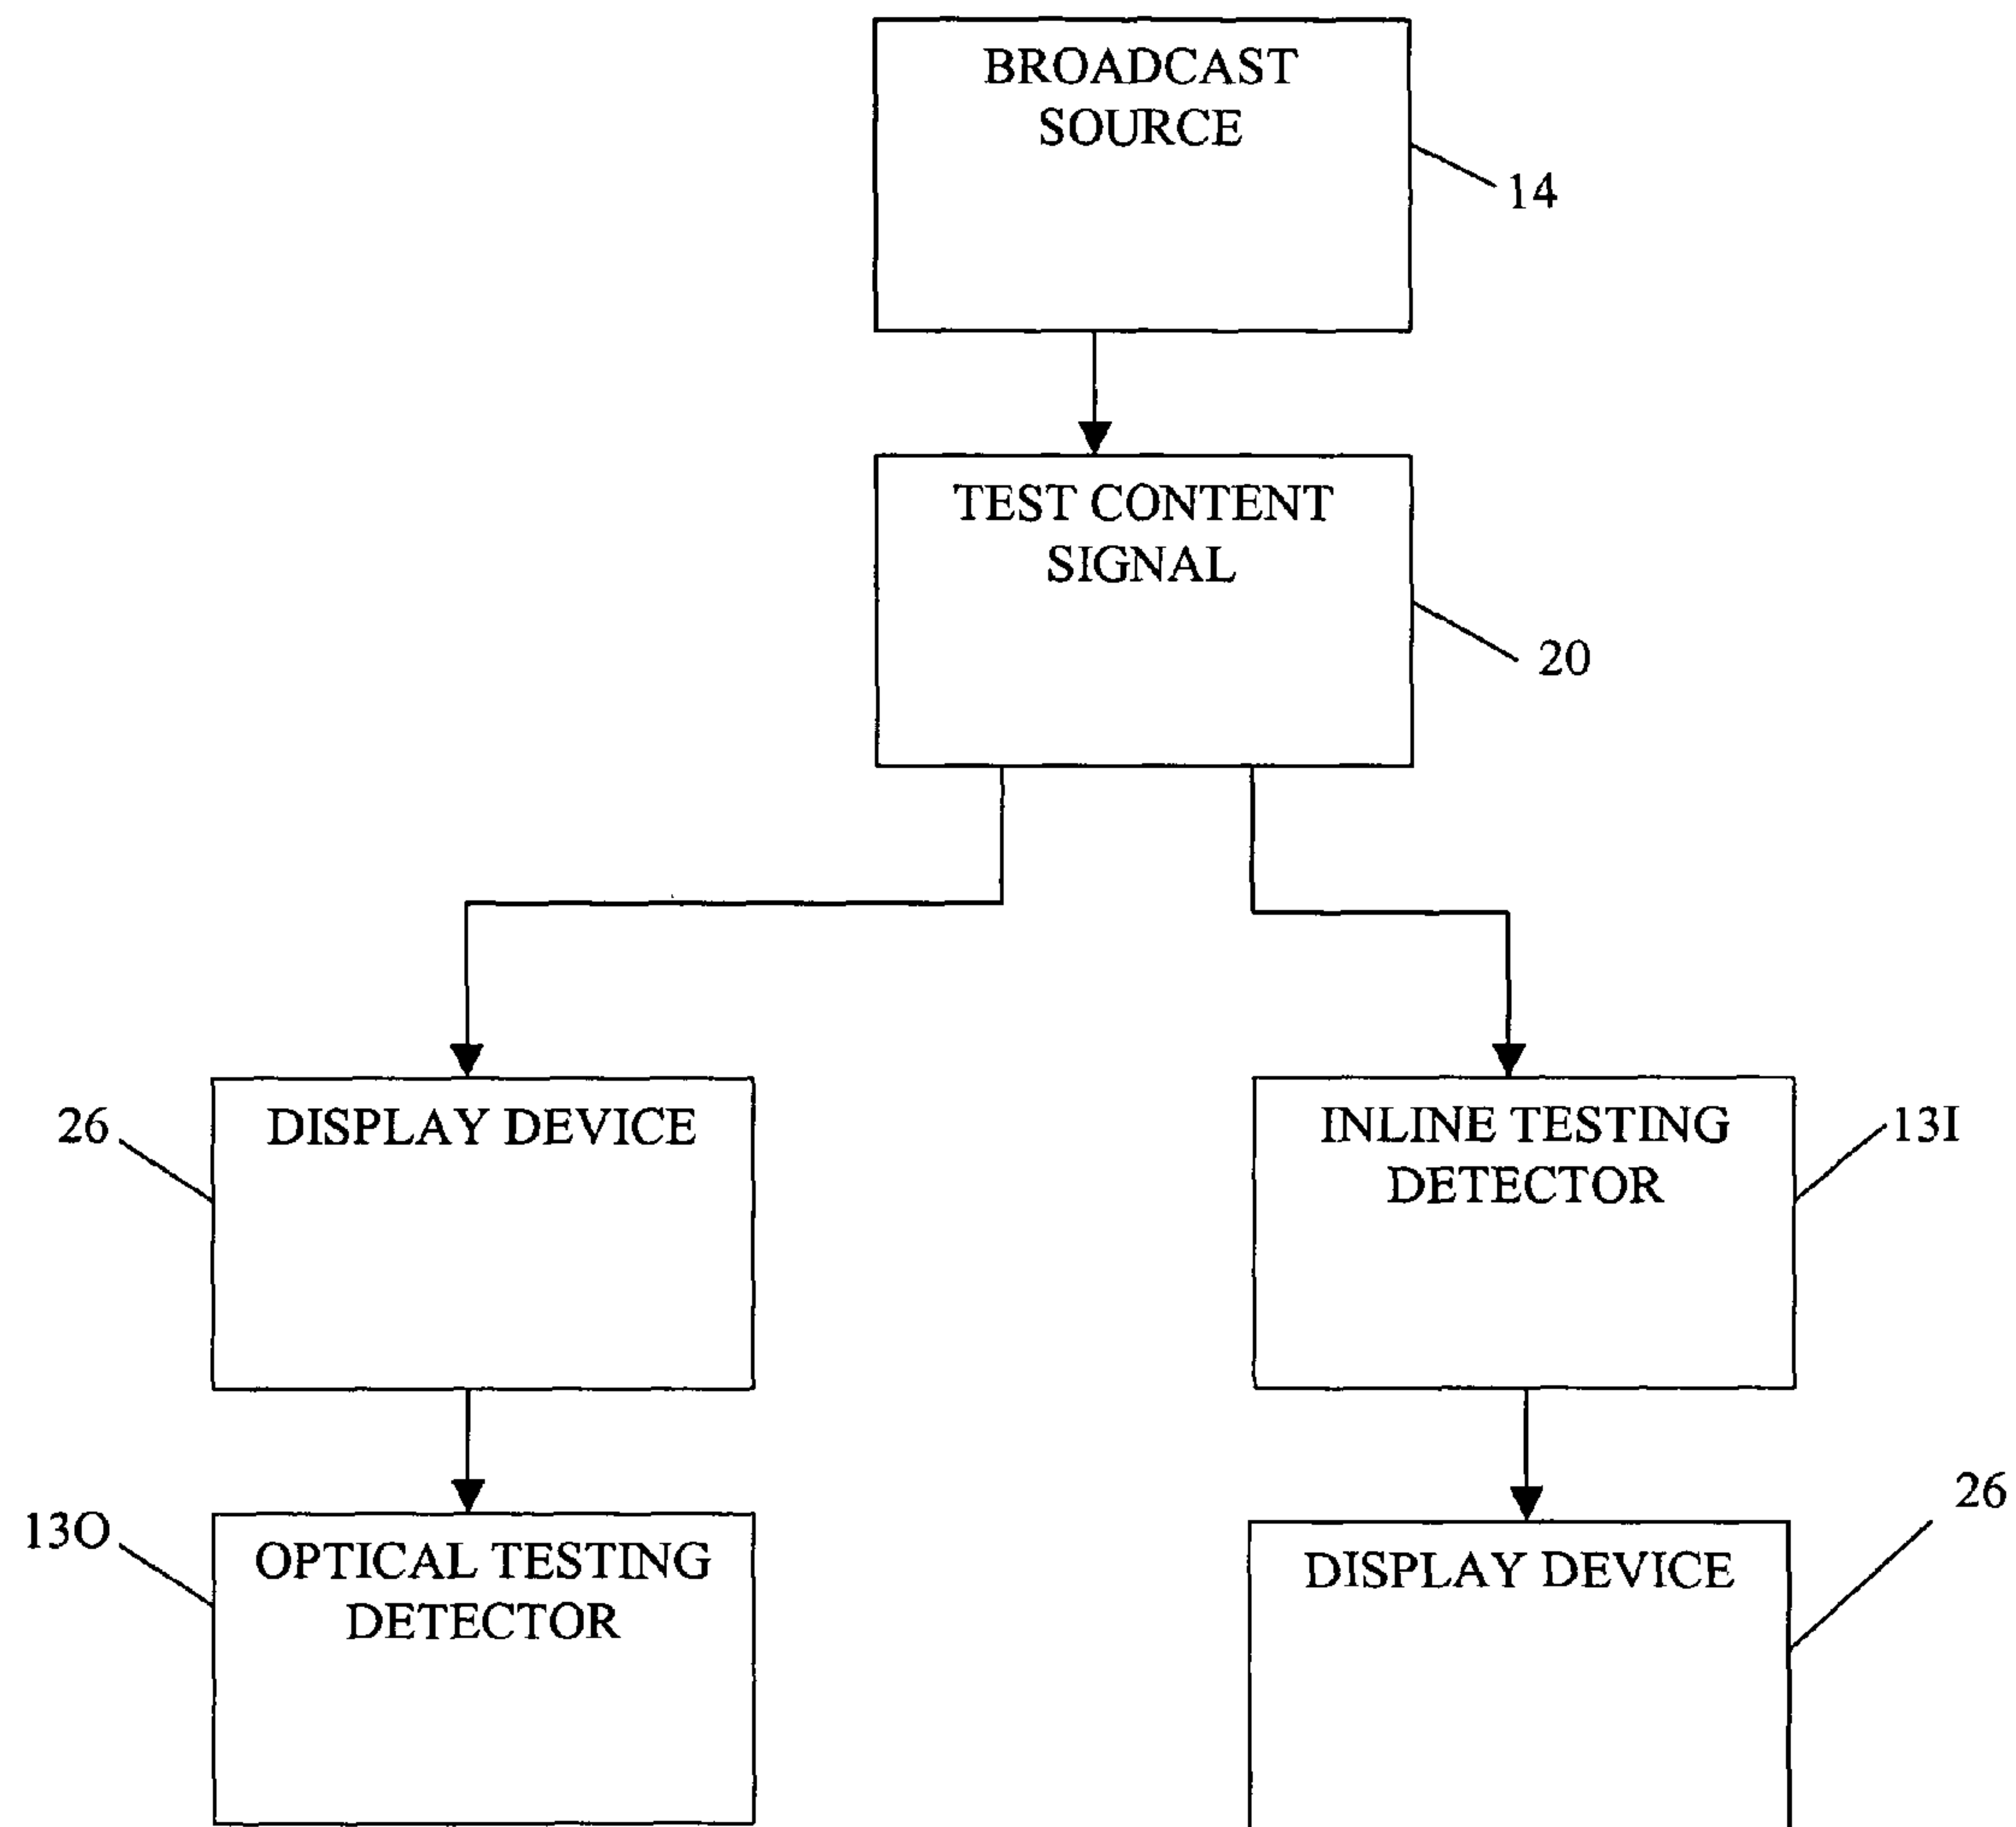 BROADCAST
SOURCE
14
TEST CONTENT
SIGNAL
20
26
DISPLAY DEVICE
INLINE TESTING
DETECTOR
13I
13O
OPTICAL TESTING
DETECTOR
26
DISPLAY DEVICE